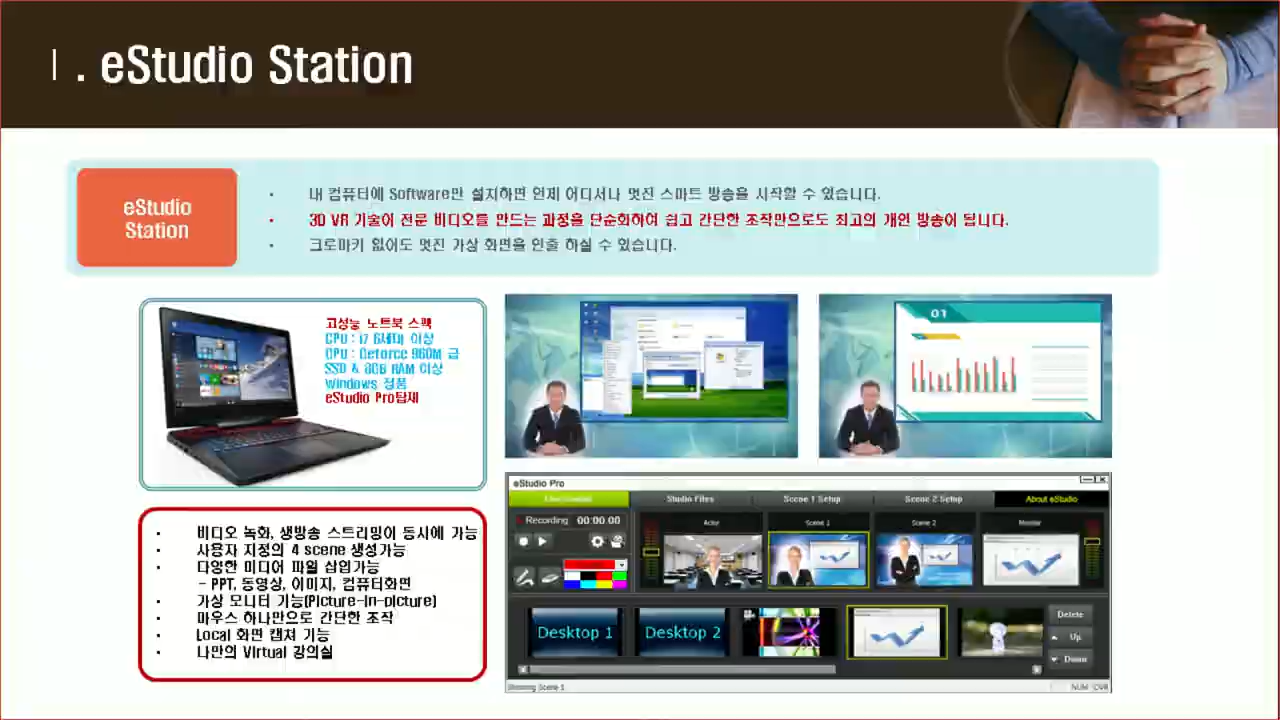 Ⅰ. eStudio Station
eStudio
Station
• 내 컴퓨터에 Software만 설치하면 언제 어디서나 멋진 스마트 방송을 시작할 수 있습니다.
• 3D VR 기술이 전문 비디오를 만드는 과정을 단순화하여 쉽고 간단한 조작만으로도 최고의 개인 방송이 됩니다.
• 크로마키 없어도 멋진 가상 화면을 연출 하실 수 있습니다.
고성능 노트북 스펙
CPU : i7 6세대 이상
GPU : Geforce 960M 급
SSD & 8GB RAM 이상
Windows 정품
eStudio Pro탑재
01
• 비디오 녹화, 생방송 스트리밍이 동시에 가능
• 사용자 지정의 4 scene 생성가능
• 다양한 미디어 파일 삽입가능
- PPT, 동영상, 이미지, 컴퓨터화면
• 가상 모니터 기능(Picture-in-picture)
• 마우스 하나만으로 간단한 조작
• Local 화면 캡쳐 기능
• 나만의 Virtual 강의실
eStudio Pro
Studio Files
Scene 1 Setup
Scene 2 Setup
About eStudio
Recording 00:00.00
Actor
Scene 1
Scene 2
Monitor
Desktop 1
Desktop 2
Delete
Up
Down
Showing Scene 1
NUM OVR